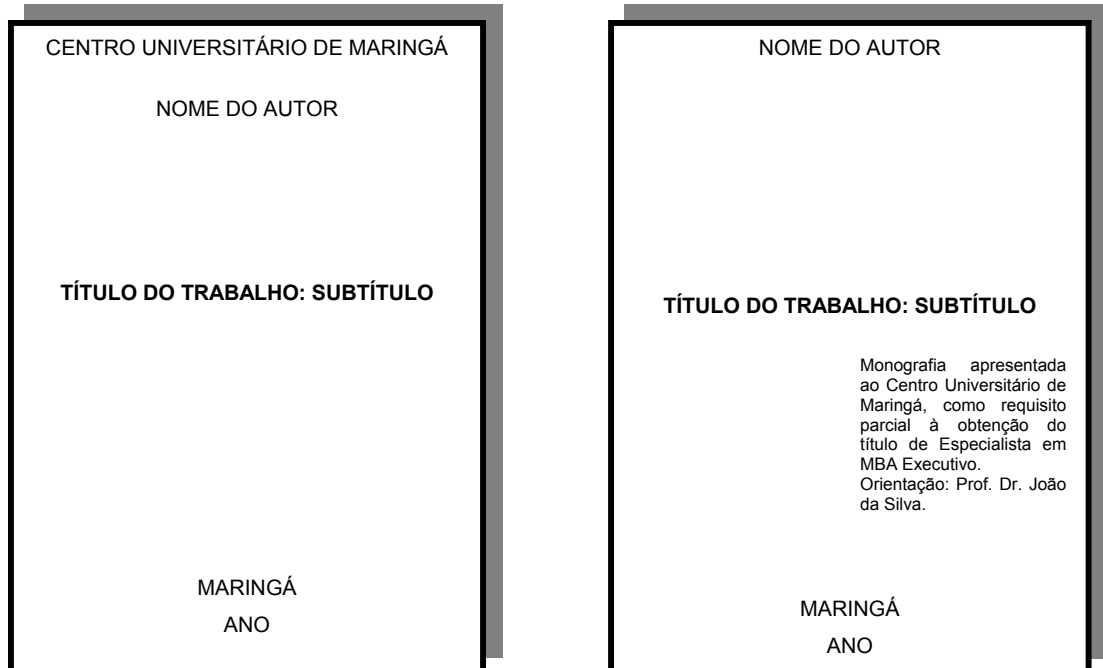 CENTRO UNIVERSITÁRIO DE MARINGÁ
NOME DO AUTOR
TÍTULO DO TRABALHO: SUBTÍTULO
MARINGÁ
ANO
NOME DO AUTOR
TÍTULO DO TRABALHO: SUBTÍTULO
Monografia apresentada
ao Centro Universitário de
Maringá, como requisito
parcial à obtenção do
título de Especialista em
MBA Executivo.
Orientação: Prof. Dr. João
da Silva.
MARINGÁ
ANO